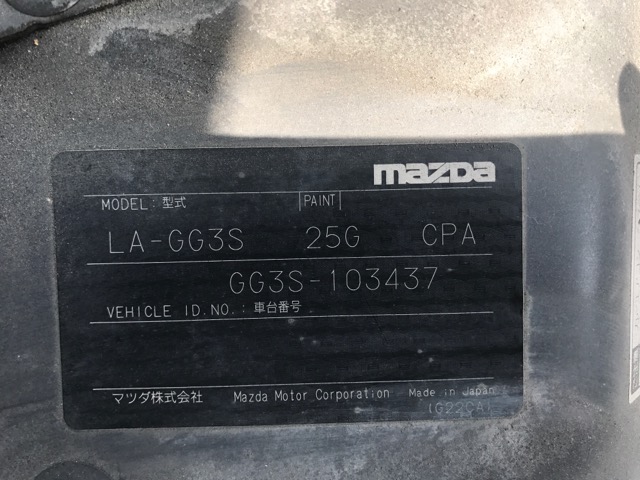 mazda
MODEL: 型式 |PAINT|
LA-GG3S 25G CPA
GG3S-103437
VEHICLE ID.NO.: 車台番号
マツダ株式会社 Mazda Motor Corporation Made in Japan